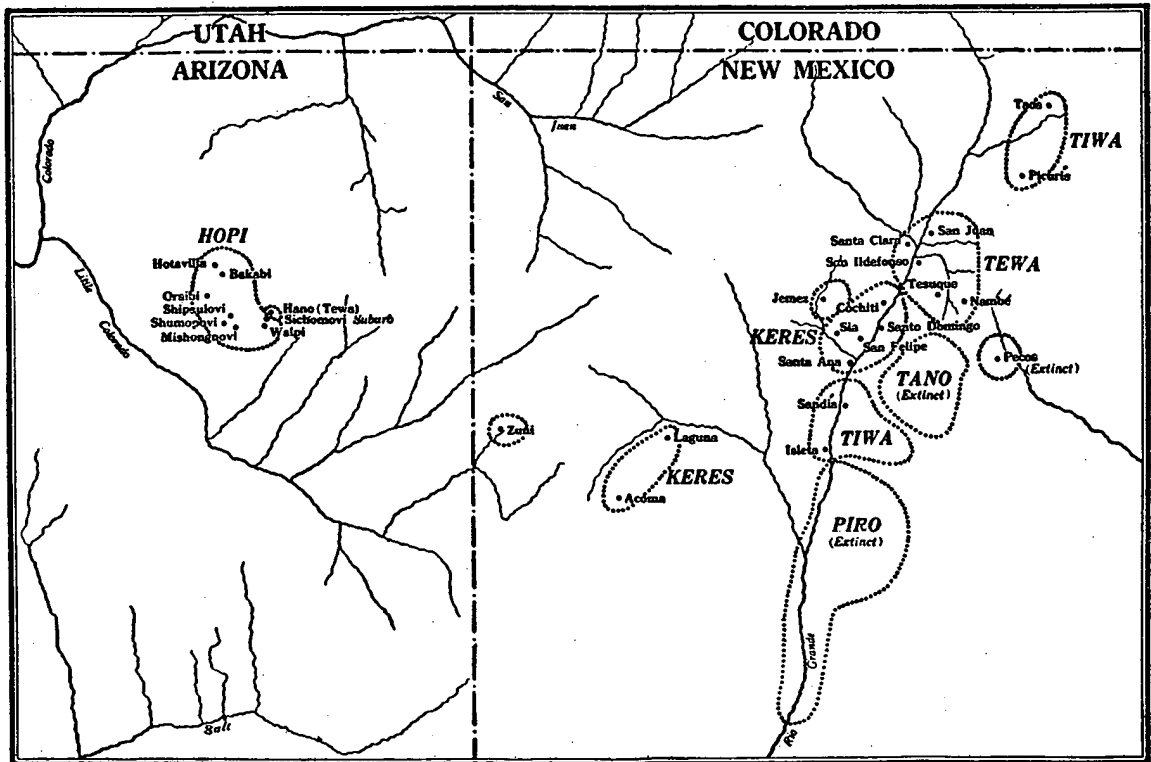 UTAH
COLORADO
ARIZONA
NEW MEXICO
San
Juan
Colorado
Taos
TIWA
Picuris
HOPI
Hotavilla
Bakabi
Oraibi
Shipaulovi
Shumopovi
Mishongnovi
Hano (Tewa)
Sichomovi Suburb
Walpi
Little
Colorado
Santa Clara
San Juan
San Ildefonso
TEWA
Tesuque
Nambé
Jemez
Cochiti
KERES
Sia
Santo Domingo
San Felipe
Santa Ana
Pecos
(Extinct)
TANO
(Extinct)
Sandia
TIWA
Isleta
Zuni
Laguna
KERES
Acoma
PIRO
(Extinct)
Salt
Rio
Grande